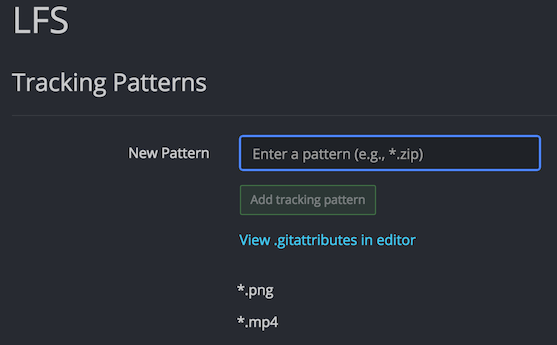 LFS
Tracking Patterns
New Pattern
Enter a pattern (e.g., *.zip)
Add tracking pattern
View .gitattributes in editor
*.png
*.mp4